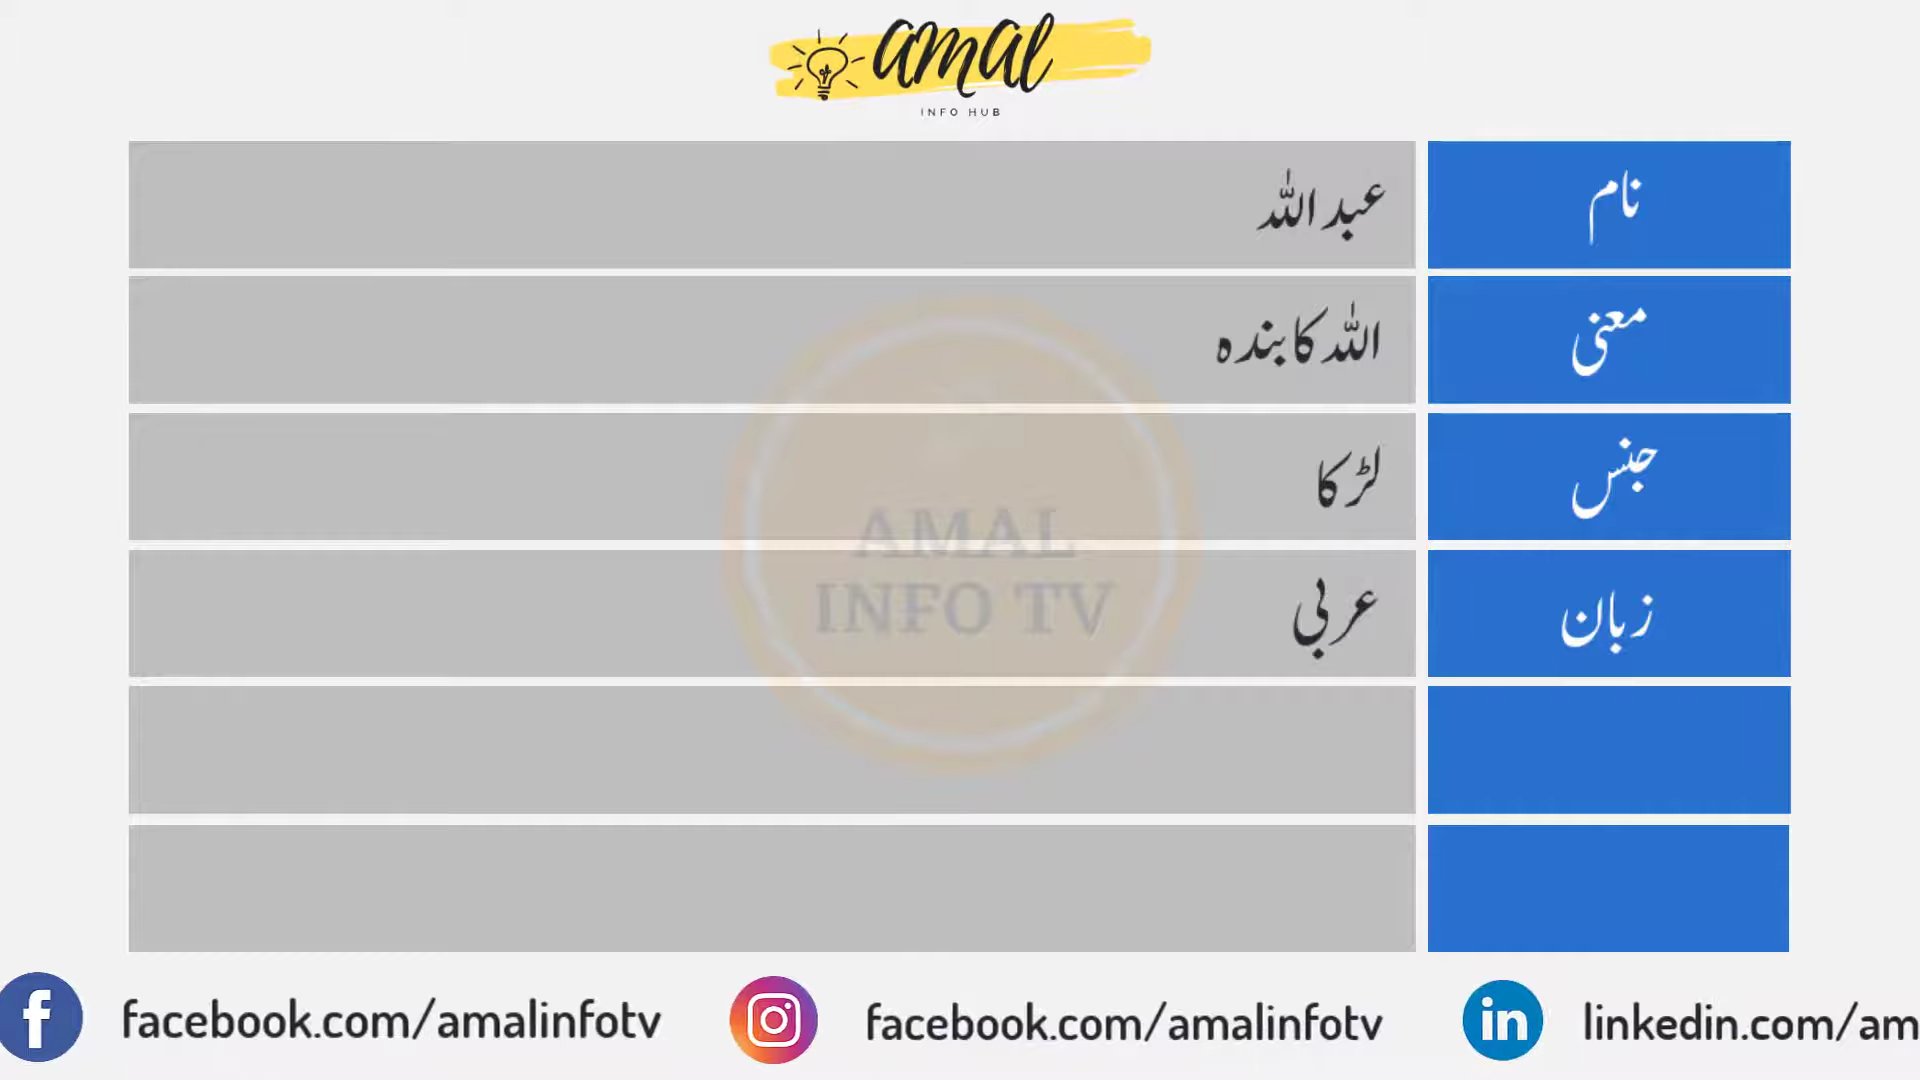 amal
INFO HUB
نام عبداللہ
معنی اللہ کا بندہ
جنس لڑکا
زبان عربی
AMAL
INFO TV
facebook.com/amalinfotv facebook.com/amalinfotv linkedin.com/am